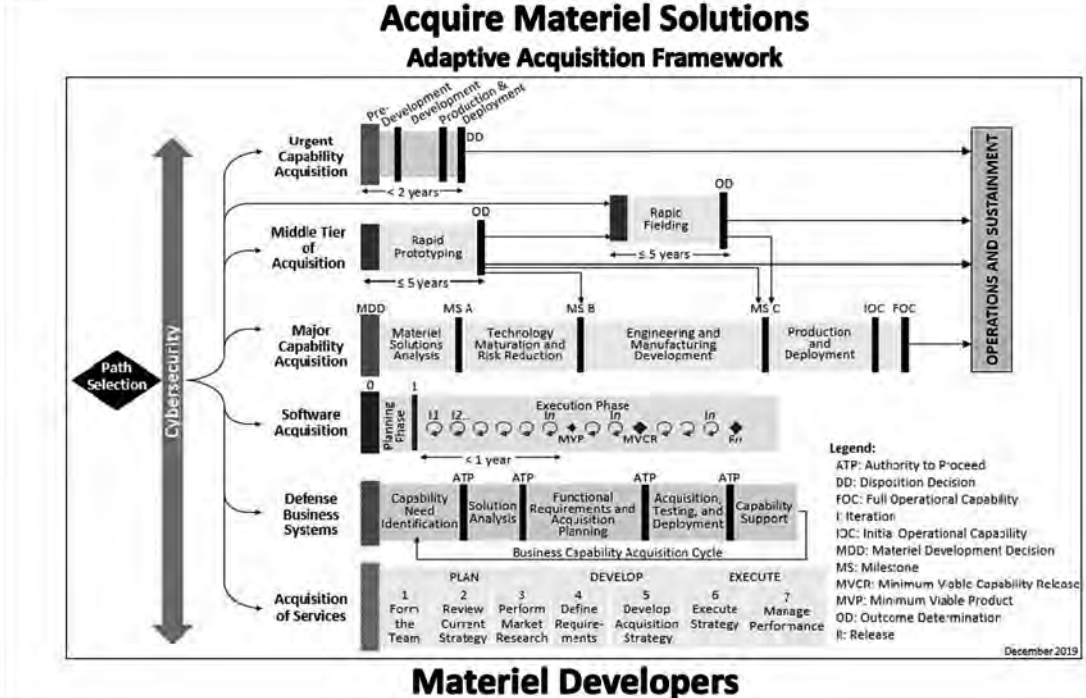 Acquire Materiel Solutions
Adaptive Acquisition Framework
Path
Selection
Cybersecurity
Urgent
Capability
Acquisition
Pre-
Development
Development
Production &
Deployment
DD
< 2 years
OPERATIONS AND SUSTAINMENT
Middle Tier
of
Acquisition
Rapid
Prototyping
OD
≤ 5 years
Rapic
Fielding
OD
≤ 5 years
Major
Capability
Acquisition
MDD
MS A
MS B
MS C
IOC
FOC
Materiel
Solutions
Analysis
Technology
Maturation and
Risk Reduction
Engineering and
Manufacturing
Development
Production
and
Deployment
Software
Acquisition
0
1
Planning
Phase
Execution Phase
I1
I2
In
In
In
MVP
MVCR
< 1 year
Defense
Business
Systems
ATP
ATP
ATP
ATP
Capability
Need
Identification
Solution
Analysis
Functional
Requirements and
Acquisition
Planning
Acquisition,
Testing, and
Deployment
Capability
Support
Business Capability Acquisition Cycle
Acquisition
of Services
PLAN
DEVELOP
EXECUTE
1
Form
the
Team
2
Review
Current
Strategy
3
Perform
Market
Research
4
Define
Require-
ments
5
Develop
Acquisition
Strategy
6
Execute
Strategy
7
Manage
Performance
Legend:
ATP: Authority to Proceed
DD: Disposition Decision
FOC: Full Operational Capability
I: Iteration
IOC: Initial Operational Capability
MDD: Materiel Development Decision
MS: Milestone
MVCR: Minimum Viable Capability Release
MVP: Minimum Viable Product
OD: Outcome Determination
R: Release
December 2019
Materiel Developers